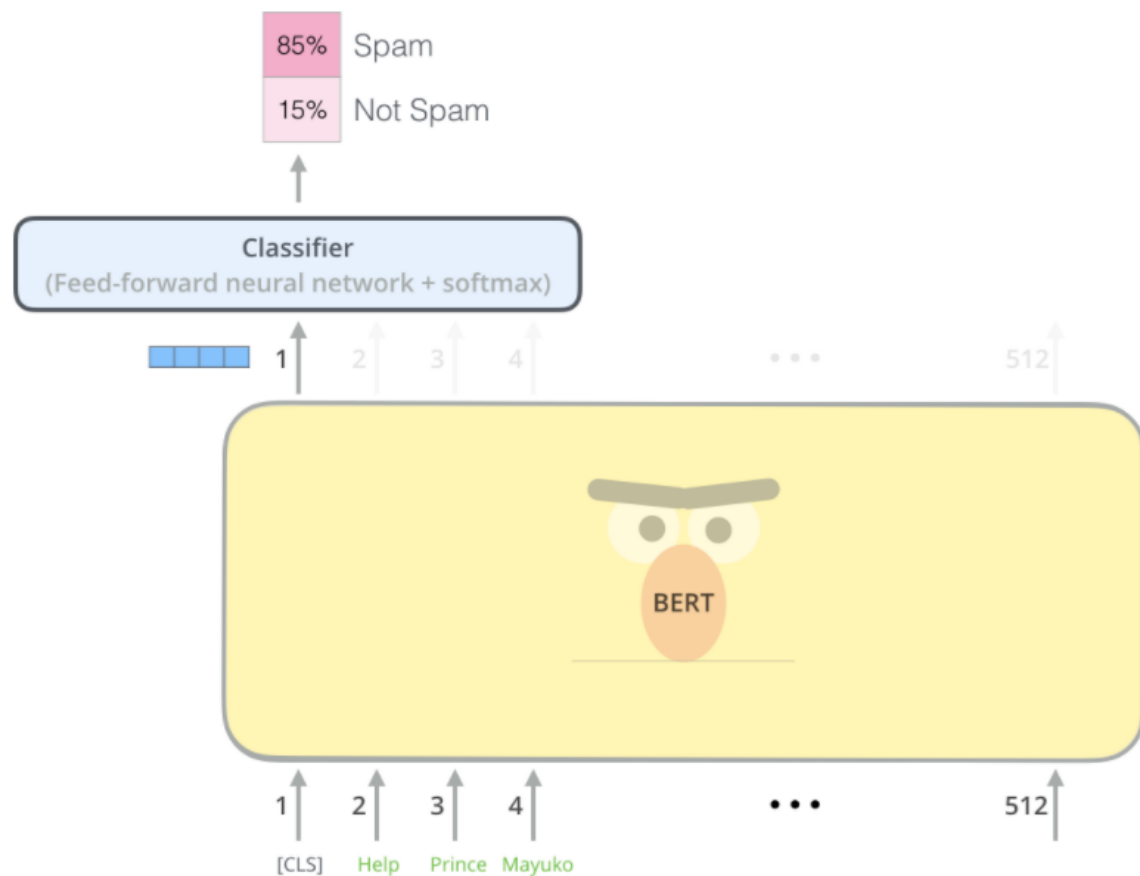 85% Spam
15% Not Spam
Classifier
(Feed-forward neural network + softmax)
1 2 3 4 ••• 512
BERT
1 2 3 4 ••• 512
[CLS] Help Prince Mayuko